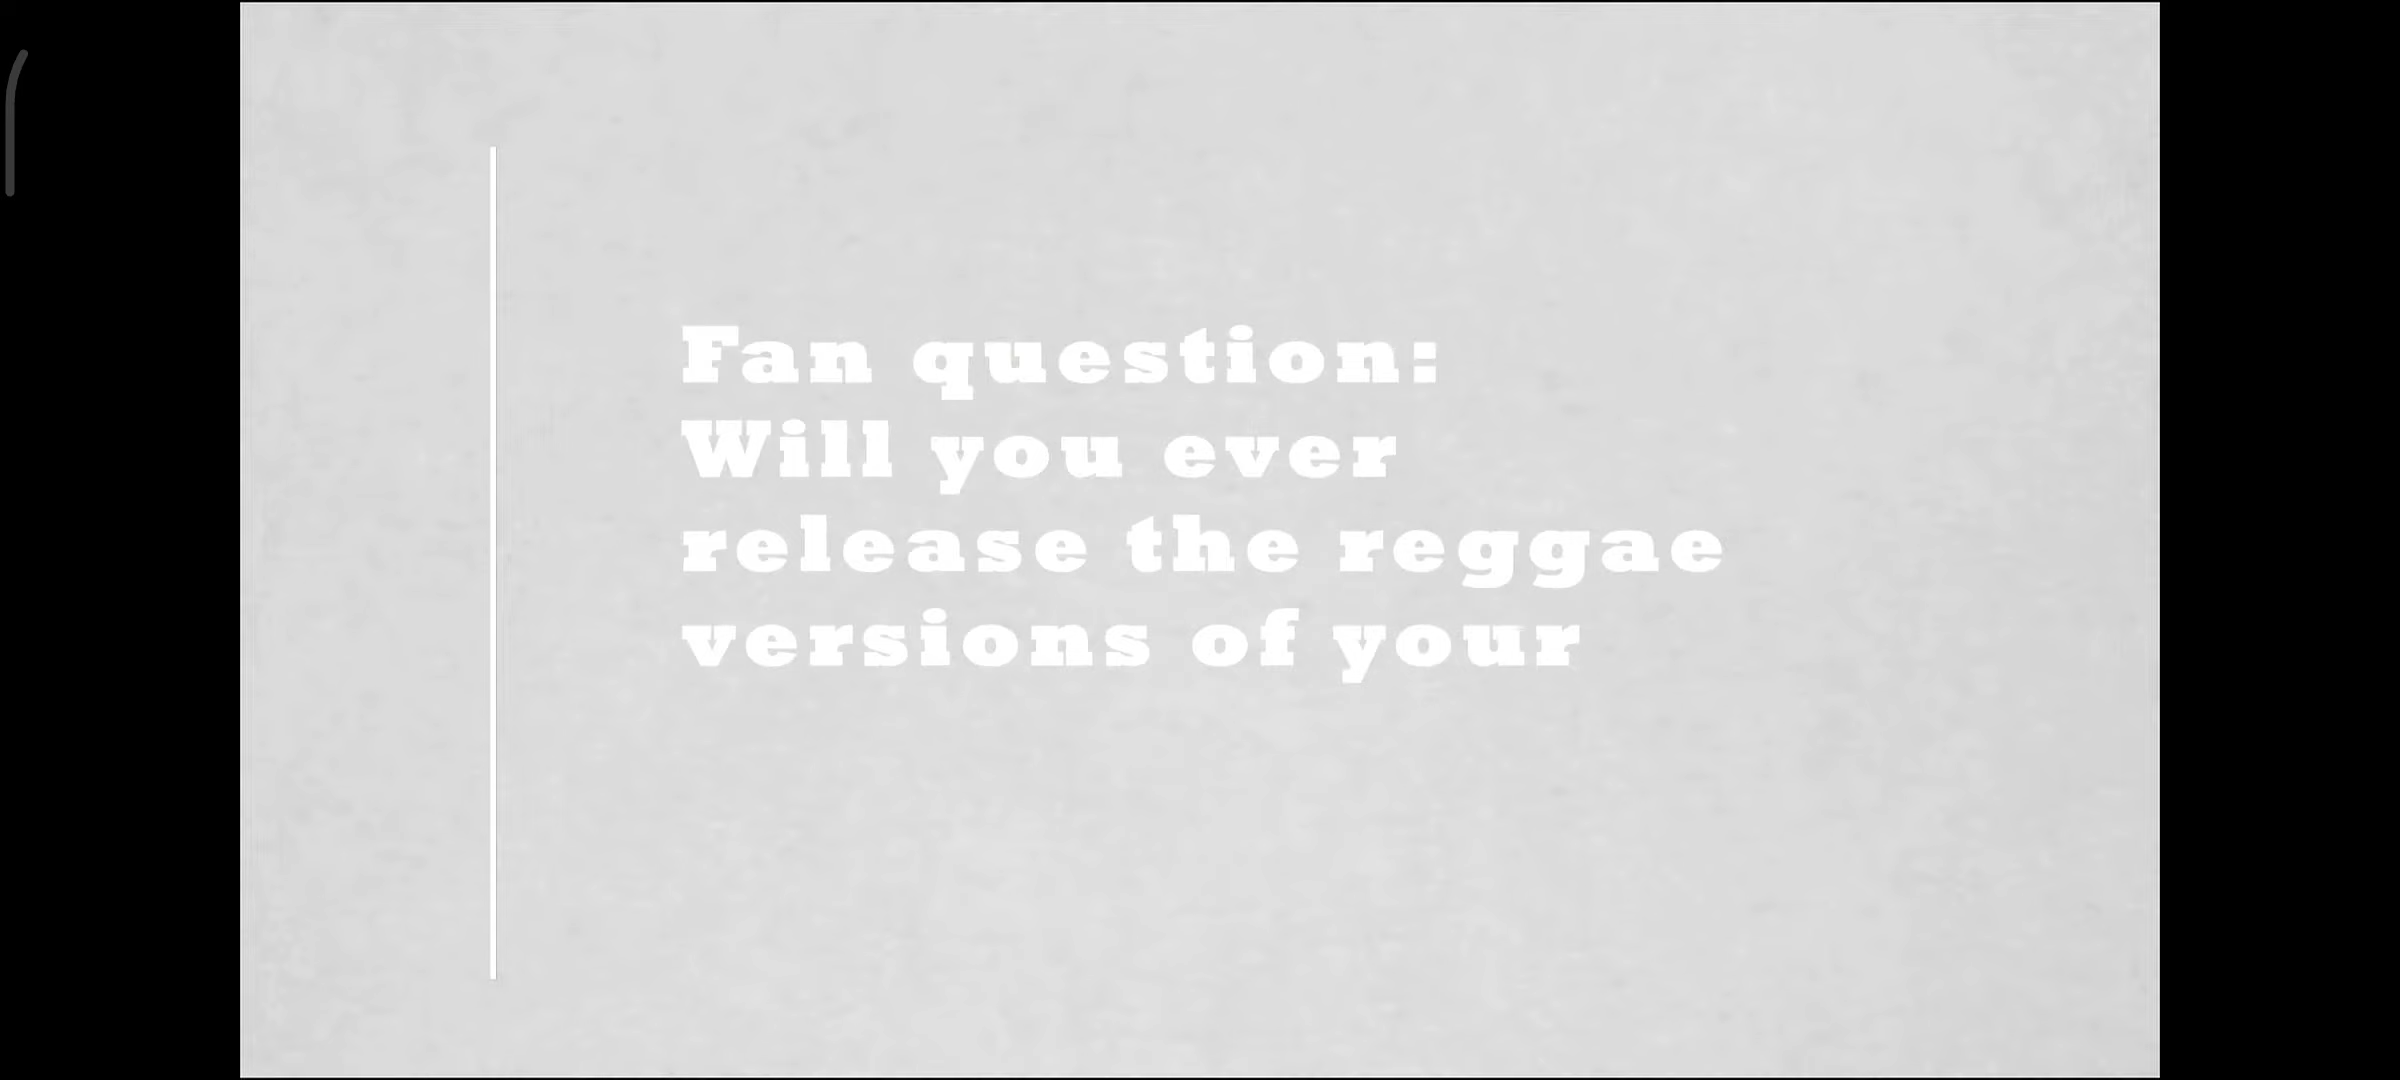 Fan question:
Will you ever
release the reggae
versions of your